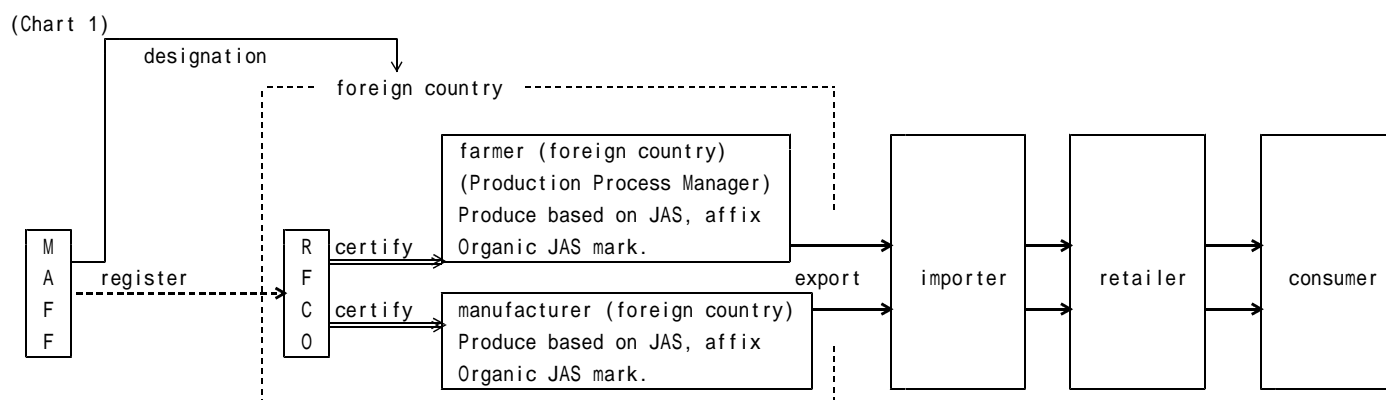 (Chart 1)
designation
foreign country
farmer (foreign country)
(Production Process Manager)
Produce based on JAS, affix
Organic JAS mark.
M
A
F
F
register
R
F
C
O
certify
certify
manufacturer (foreign country)
Produce based on JAS, affix
Organic JAS mark.
export
importer
retailer
consumer